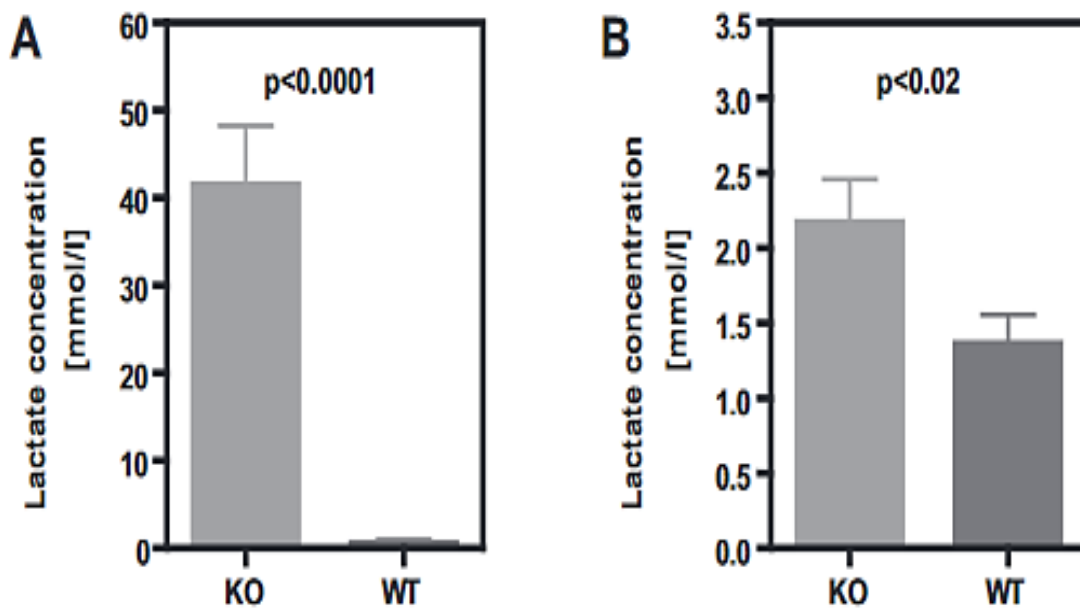 A
Lactate concentration
[mmol/l]
60
50
40
30
20
10
0
p<0.0001
KO
WT
B
Lactate concentration
[mmol/l]
3.5
3.0
2.5
2.0
1.5
1.0
0.5
0.0
p<0.02
KO
WT